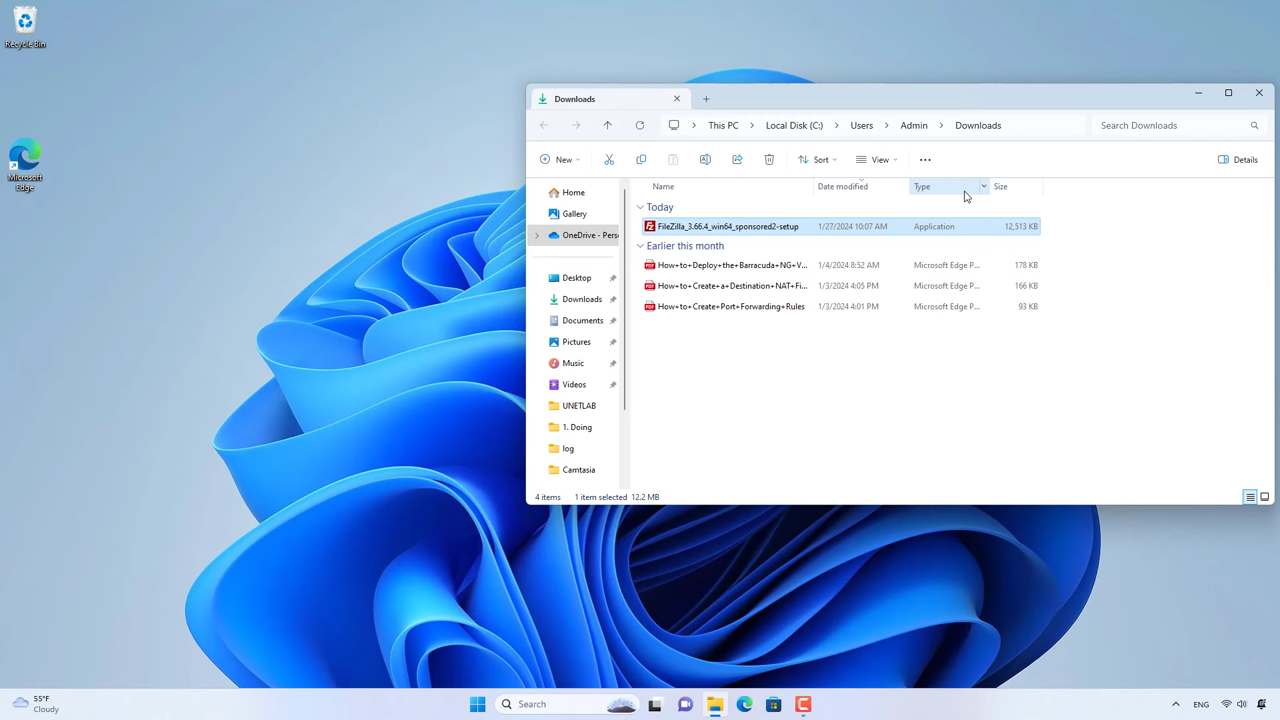 Recycle Bin
Microsoft
Edge
Downloads
This PC
Local Disk (C:)
Users
Admin
Downloads
Search Downloads
New
Sort
View
Details
Name
Date modified
Type
Size
Home
Gallery
OneDrive - Pers
Desktop
Downloads
Documents
Pictures
Music
Videos
UNETLAB
1. Doing
log
Camtasia
Today
FileZilla_3.66.4_win64_sponsored2-setup 1/27/2024 10:07 AM Application 12,513 KB
Earlier this month
How+to+Deploy+the+Barracuda+NG+V... 1/4/2024 8:52 AM Microsoft Edge P... 178 KB
How+to+Create+a+Destination+NAT+Fi... 1/3/2024 4:05 PM Microsoft Edge P... 166 KB
How+to+Create+Port+Forwarding+Rules 1/3/2024 4:01 PM Microsoft Edge P... 93 KB
4 items 1 item selected 12.2 MB
55°F
Cloudy
Search
ENG